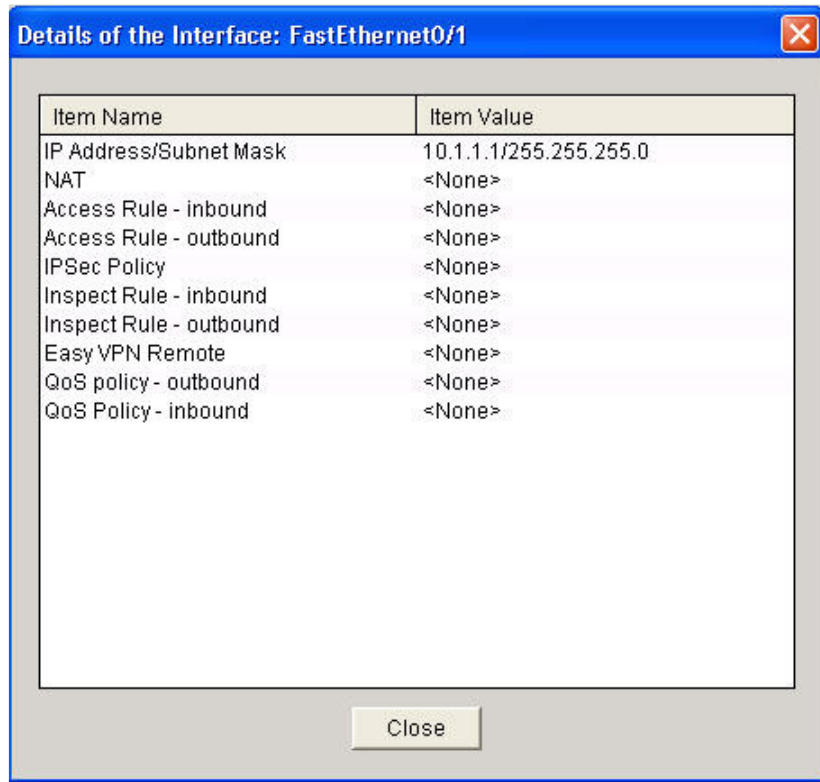 Details of the Interface: FastEthernet0/1
Item Name Item Value
IP Address/Subnet Mask 10.1.1.1/255.255.255.0
NAT <None>
Access Rule - inbound <None>
Access Rule - outbound <None>
IPSec Policy <None>
Inspect Rule - inbound <None>
Inspect Rule - outbound <None>
Easy VPN Remote <None>
QoS policy - outbound <None>
QoS Policy - inbound <None>
Close